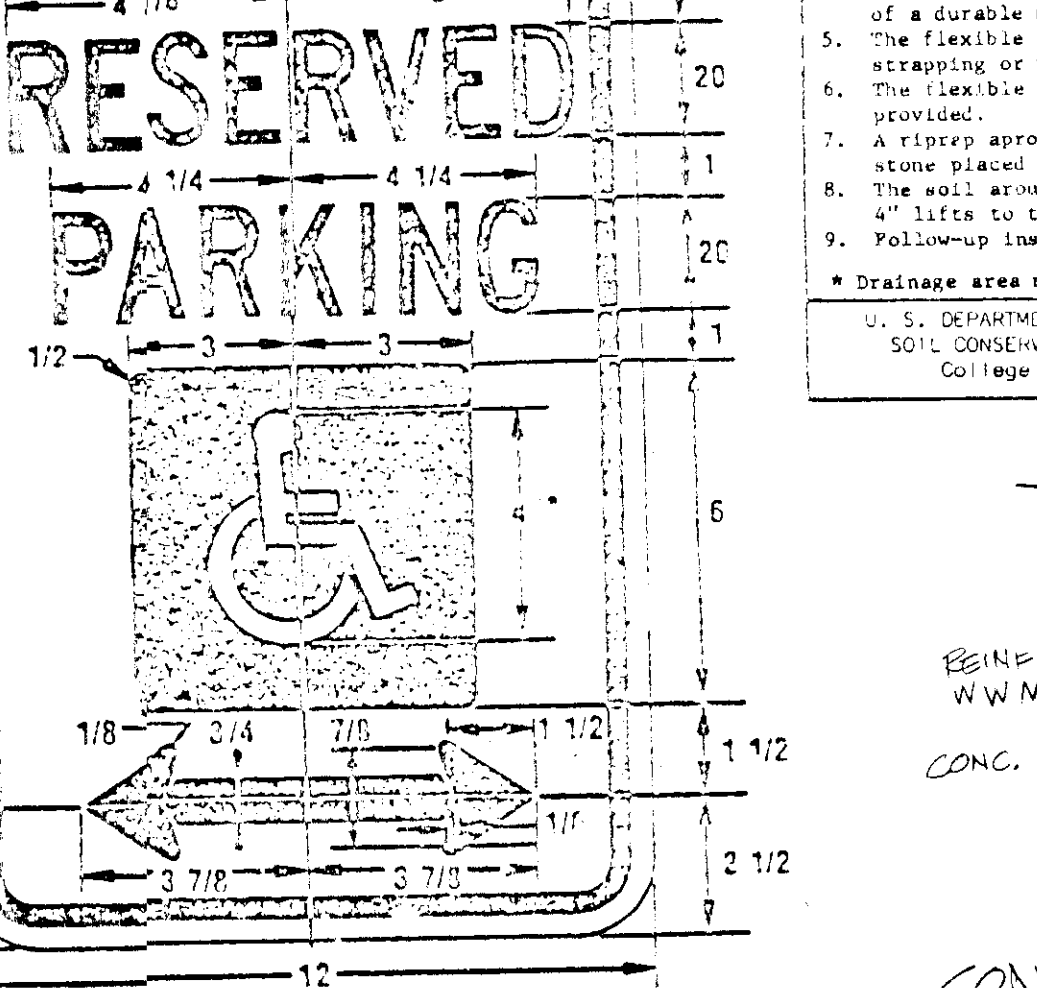 4 7/8
RESERVED
20
4 1/4 4 1/4
1
PARKING
20
1
1/2
3 3
4
6
1/8 3/4 7/8 1 1/2
1 1/2
3 7/8 3 7/8
2 1/2
12
of a durable
5. The flexible
strapping or
6. The flexible
provided.
7. A riprap apro
stone placed
8. The soil arou
4" lifts to t
9. Follow-up ins
* Drainage area
U. S. DEPARTME
SOIL CONSERV
College
REINF
WWM
CONC.
CON